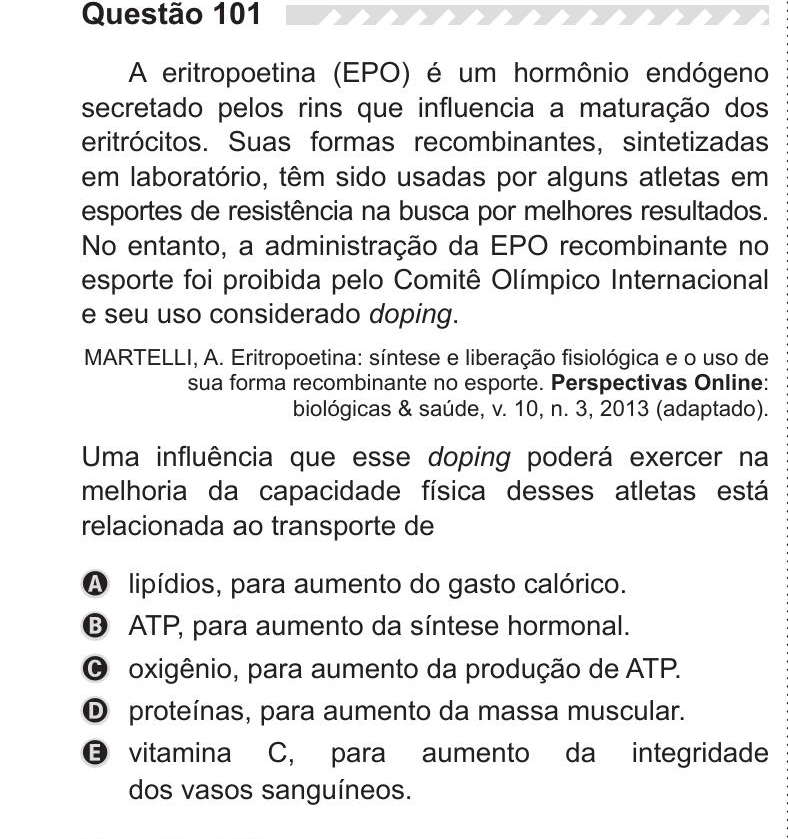 Questão 101
A eritropoetina (EPO) é um hormônio endógeno
secretado pelos rins que influencia a maturação dos
eritrócitos. Suas formas recombinantes, sintetizadas
em laboratório, têm sido usadas por alguns atletas em
esportes de resistência na busca por melhores resultados.
No entanto, a administração da EPO recombinante no
esporte foi proibida pelo Comitê Olímpico Internacional
e seu uso considerado doping.
MARTELLI, A. Eritropoetina: síntese e liberação fisiológica e o uso de
sua forma recombinante no esporte. Perspectivas Online:
biológicas & saúde, v. 10, n. 3, 2013 (adaptado).
Uma influência que esse doping poderá exercer na
melhoria da capacidade física desses atletas está
relacionada ao transporte de
A lipídios, para aumento do gasto calórico.
B ATP, para aumento da síntese hormonal.
C oxigênio, para aumento da produção de ATP.
D proteínas, para aumento da massa muscular.
E vitamina C, para aumento da integridade
dos vasos sanguíneos.